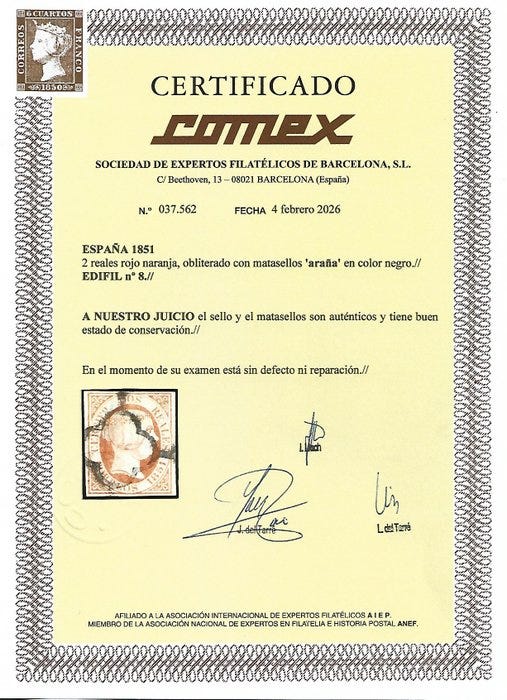 6 CUARTOS
CORREOS
FRANCO
1850
CERTIFICADO
comex
SOCIEDAD DE EXPERTOS FILATÉLICOS DE BARCELONA, S.L.
C/ Beethoven, 13 – 08021 BARCELONA (España)
N.º 037.562 FECHA 4 febrero 2026
ESPAÑA 1851
2 reales rojo naranja, obliterado con matasellos 'araña' en color negro.//
EDIFIL nº 8.//
A NUESTRO JUICIO el sello y el matasellos son auténticos y tiene buen
estado de conservación.//
En el momento de su examen está sin defecto ni reparación.//
J. del Tarré
L. del Tarré
AFILIADO A LA ASOCIACIÓN INTERNACIONAL DE EXPERTOS FILATÉLICOS A I E P.
MIEMBRO DE LA ASOCIACIÓN NACIONAL DE EXPERTOS EN FILATELIA E HISTORIA POSTAL ANEF.